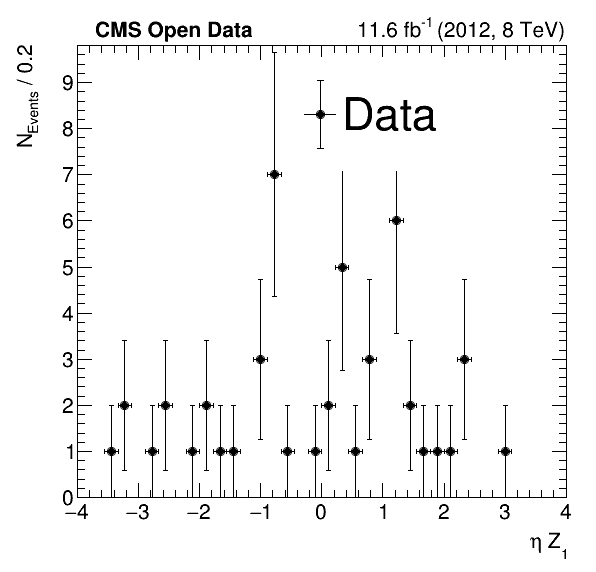 CMS Open Data 11.6 fb⁻¹ (2012, 8 TeV)
N_Events / 0.2
Data
9
8
7
6
5
4
3
2
1
0
−4 −3 −2 −1 0 1 2 3 4
η Z₁